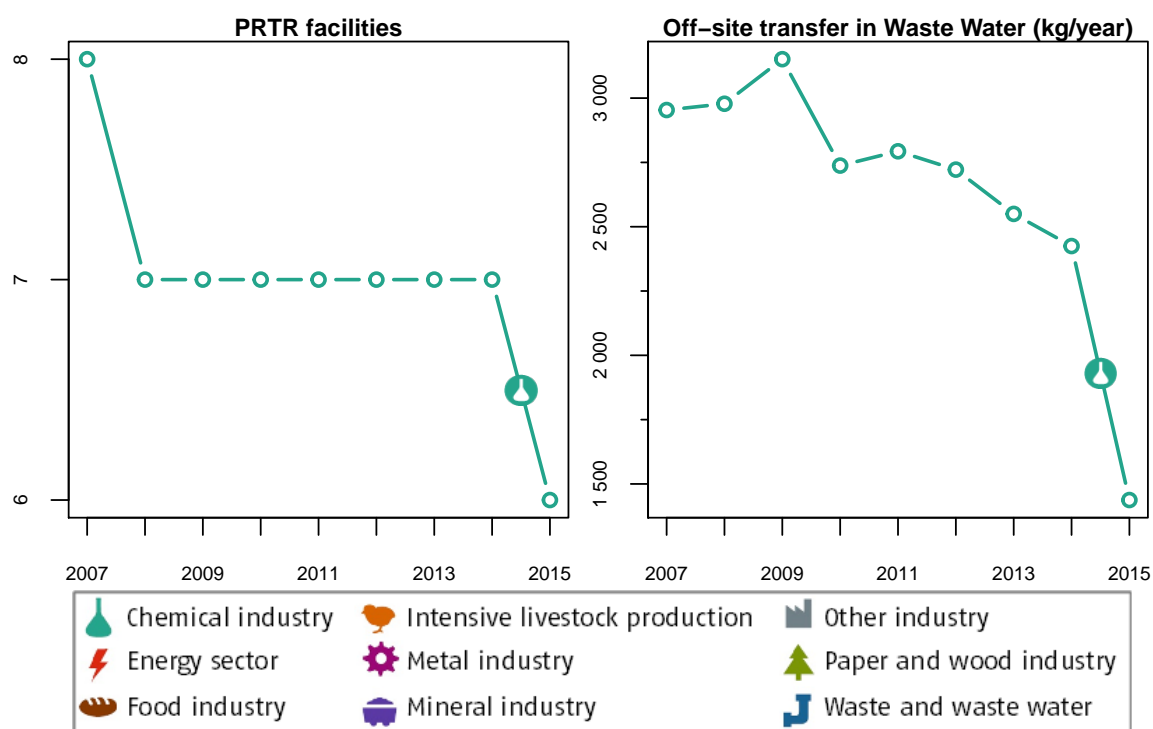 PRTR facilities
8
7
6
2007 2009 2011 2013 2015
Off−site transfer in Waste Water (kg/year)
3 000
2 500
2 000
1 500
2007 2009 2011 2013 2015
Chemical industry Intensive livestock production Other industry
Energy sector Metal industry Paper and wood industry
Food industry Mineral industry Waste and waste water